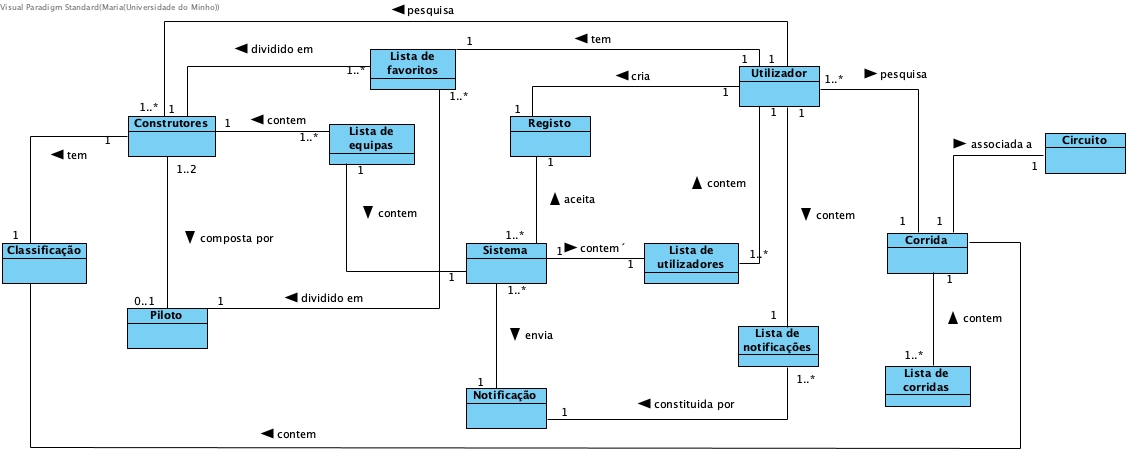 Visual Paradigm Standard(Maria(Universidade do Minho))
◄ pesquisa
1
◄ tem
◄ dividido em
Lista de
favoritos
1
1
1..*
Utilizador
1..*
► pesquisa
◄ cria
1
1..*
1..*
1
1
1
1
Construtores
1
◄ contem
1..*
Lista de
equipas
Registo
1
◄ tem
1
1..2
1
► associada a
Circuito
1
▲ contem
▲ aceita
▼ contem
▼ contem
▼ composta por
1
Classificação
1..*
Sistema
1
► contem´
1
Lista de
utilizadores
1..*
1
1
Corrida
1
1
1..*
0..1
1
◄ dividido em
Piloto
▼ envia
1
Lista de
notificações
1..*
▲ contem
1..*
Lista de
corridas
1
Notificação
1
◄ constituida por
◄ contem